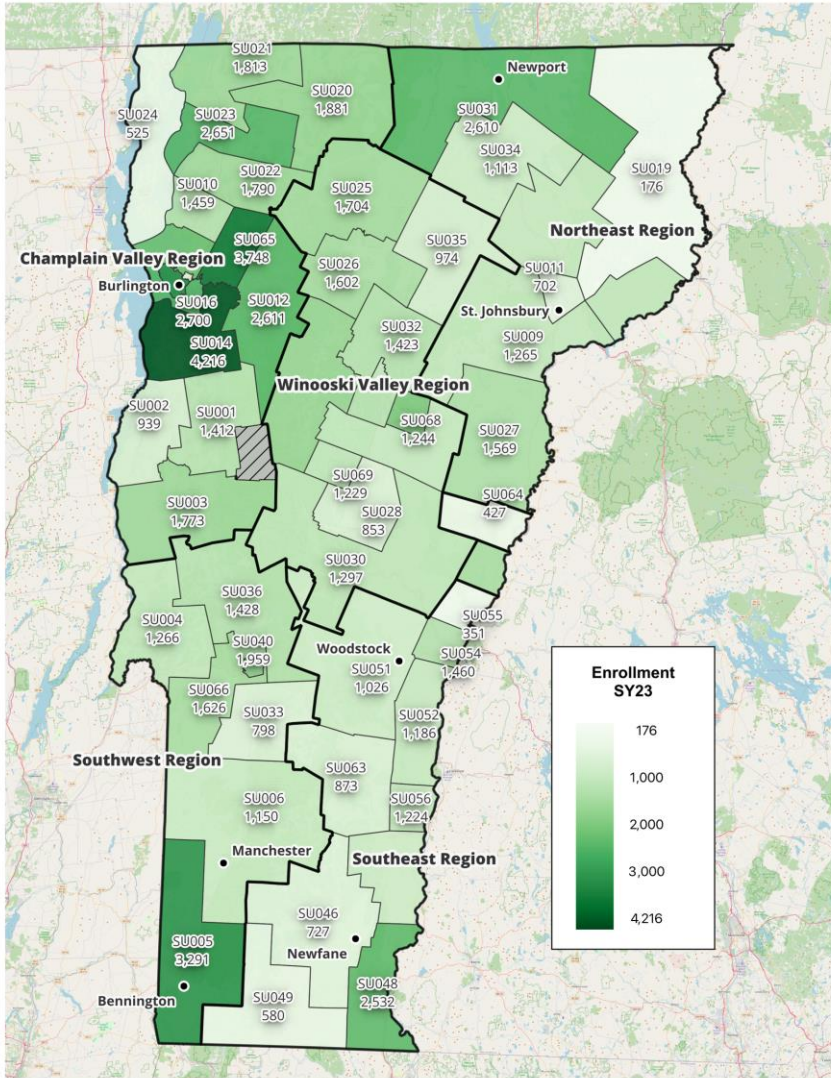 SU021
1,813
Newport
SU020
1,881
SU024
525
SU023
2,651
SU031
2,610
SU034
1,113
SU019
176
SU022
1,790
SU010
1,459
SU025
1,704
Northeast Region
SU065
3,748
SU035
974
Champlain Valley Region
SU026
1,602
SU011
702
Burlington
SU016
2,700
SU012
2,611
St. Johnsbury
SU032
1,423
SU009
1,265
SU014
4,216
Winooski Valley Region
SU002
939
SU001
1,412
SU068
1,244
SU027
1,569
SU069
1,229
SU064
427
SU003
1,773
SU028
853
SU030
1,297
SU036
1,428
SU004
1,266
SU055
351
SU040
1,959
Woodstock
SU054
1,460
SU051
1,026
SU066
1,626
SU033
798
SU052
1,186
Southwest Region
SU063
873
SU056
1,224
SU006
1,150
Manchester
Southeast Region
SU046
727
Newfane
SU005
3,291
Bennington
SU048
2,532
SU049
580
Enrollment
SY23
176
1,000
2,000
3,000
4,216